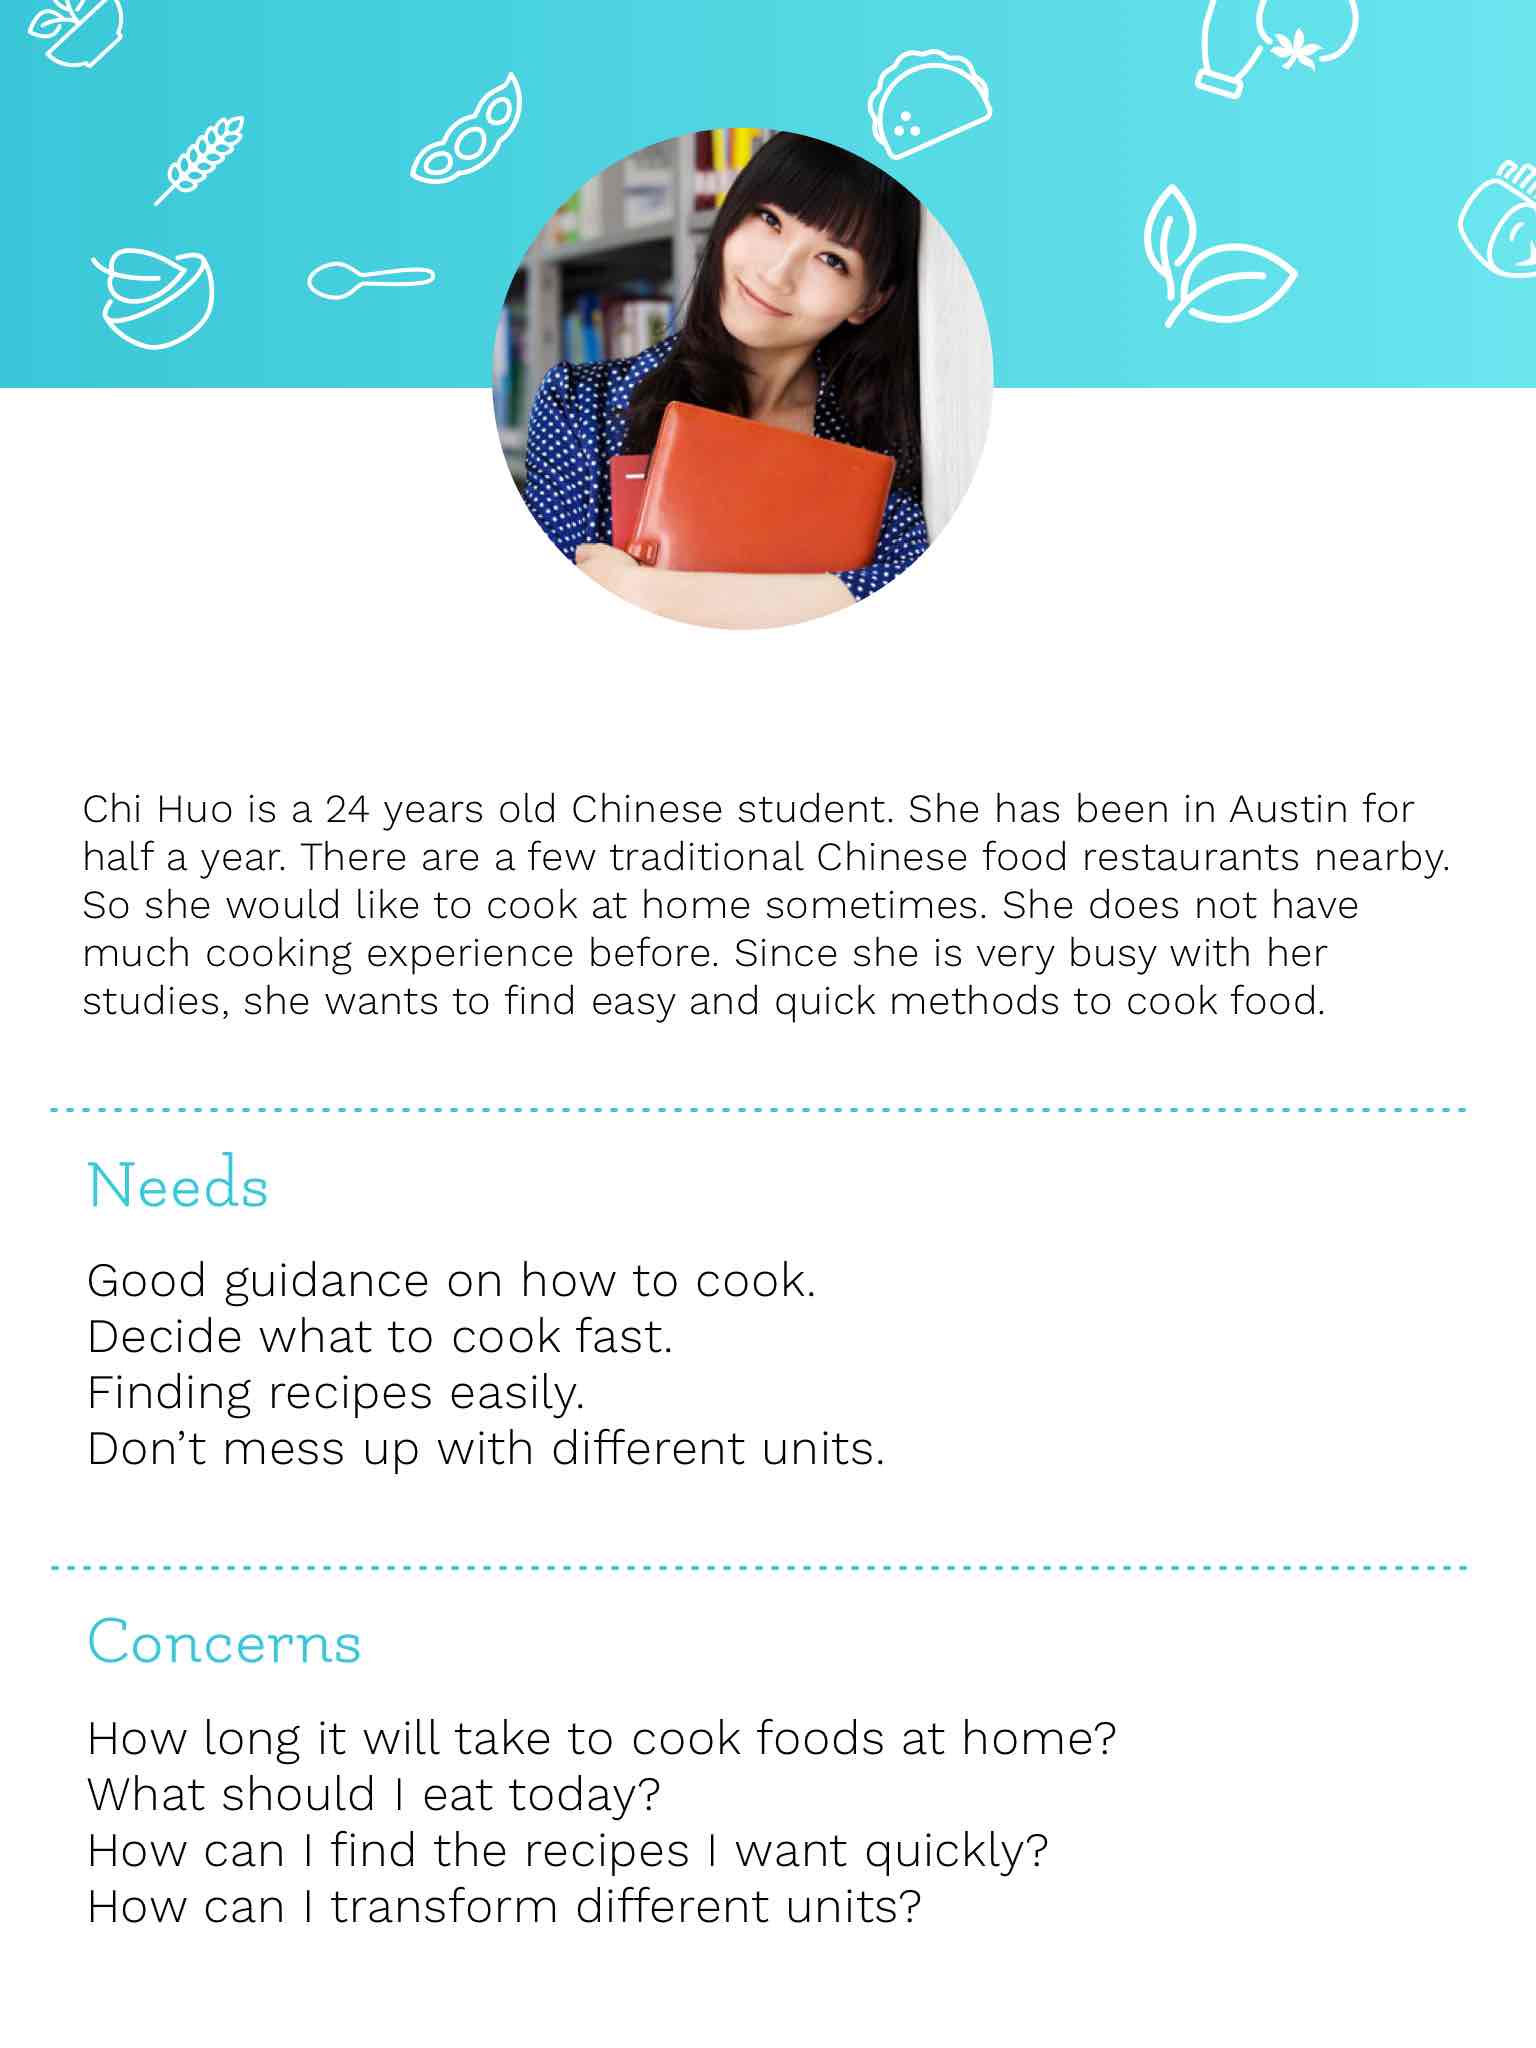 Chi Huo is a 24 years old Chinese student. She has been in Austin for
half a year. There are a few traditional Chinese food restaurants nearby.
So she would like to cook at home sometimes. She does not have
much cooking experience before. Since she is very busy with her
studies, she wants to find easy and quick methods to cook food.
Needs
Good guidance on how to cook.
Decide what to cook fast.
Finding recipes easily.
Don’t mess up with different units.
Concerns
How long it will take to cook foods at home?
What should I eat today?
How can I find the recipes I want quickly?
How can I transform different units?